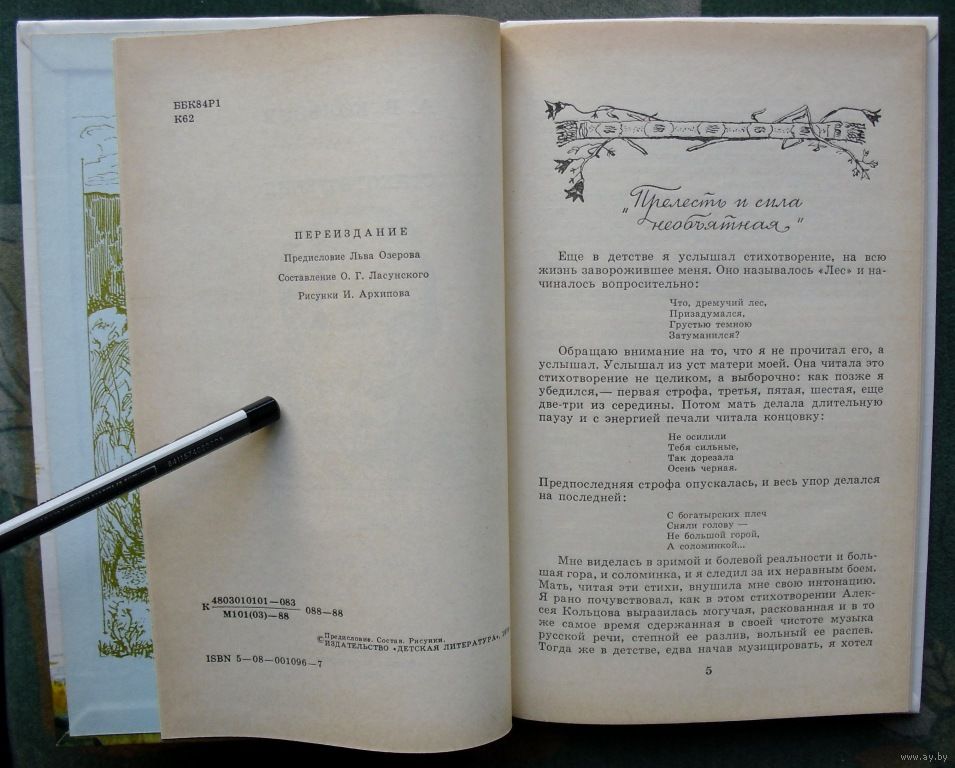 ББК84Р1
К62
ПЕРЕИЗДАНИЕ
Предисловие Льва Озерова
Составление О. Г. Ласунского
Рисунки И. Архипова
К 4803010101—083 088—88
М101(03)—88
Предисловие. Состав. Рисунки.
© ИЗДАТЕЛЬСТВО «ДЕТСКАЯ ЛИТЕРАТУРА»,
ISBN 5—08—001096—7
„Прелесть и сила
необъятная"
Еще в детстве я услышал стихотворение, на всю
жизнь заворожившее меня. Оно называлось «Лес» и на-
чиналось вопросительно:
Что, дремучий лес,
Призадумался,
Грустью темною
Затуманился?
Обращаю внимание на то, что я не прочитал его, а
услышал. Услышал из уст матери моей. Она читала это
стихотворение не целиком, а выборочно: как позже я
убедился,— первая строфа, третья, пятая, шестая, еще
две-три из середины. Потом мать делала длительную
паузу и с энергией печали читала концовку:
Не осилили
Тебя сильные,
Так дорезала
Осень черная.
Предпоследняя строфа опускалась, и весь упор делался
на последней:
С богатырских плеч
Сняли голову —
Не большой горой,
А соломинкой...
Мне виделась в зримой и болевой реальности и боль-
шая гора, и соломинка, и я следил за их неравным боем.
Мать, читая эти стихи, внушила мне свою интонацию.
Я рано почувствовал, как в этом стихотворении Алек-
сея Кольцова выразилась могучая, раскованная и в то
же самое время сдержанная в своей чистоте музыка
русской речи, степной ее разлив, вольный ее распев.
Тогда же в детстве, едва начав музицировать, я хотел
5
www.ay.by